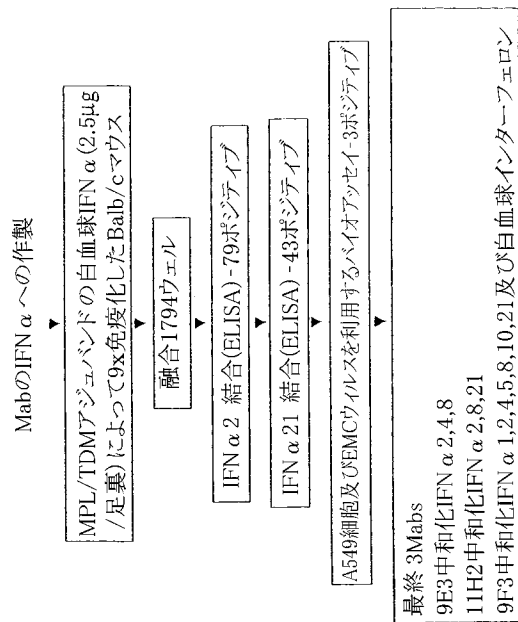 MabのIFNαへの作製
MPL/TDMアジュバンドの白血球IFNα(2.5μg
/足裏)によって9x免疫化したBalb/cマウス
融合1794ウェル
IFNα2 結合(ELISA)-79ポジティブ
IFNα21 結合(ELISA)-43ポジティブ
A549細胞及びEMCウィルスを利用するバイオアッセイ-3ポジティブ
最終 3Mabs
9E3中和化IFNα2,4,8
11H2中和化IFNα2,8,21
9F3中和化IFNα1,2,4,5,8,10,21及び白血球インターフェロン